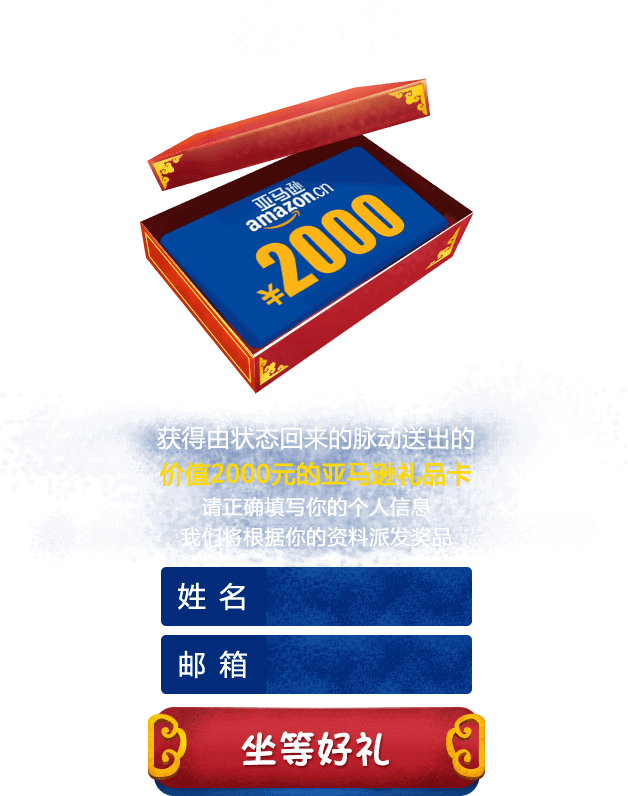 亚马逊
amazon.cn
¥2000
获得由状态回来的脉动送出的
价值2000元的亚马逊礼品卡
请正确填写你的个人信息
我们将根据你的资料派发奖品
姓 名
邮 箱
坐等好礼